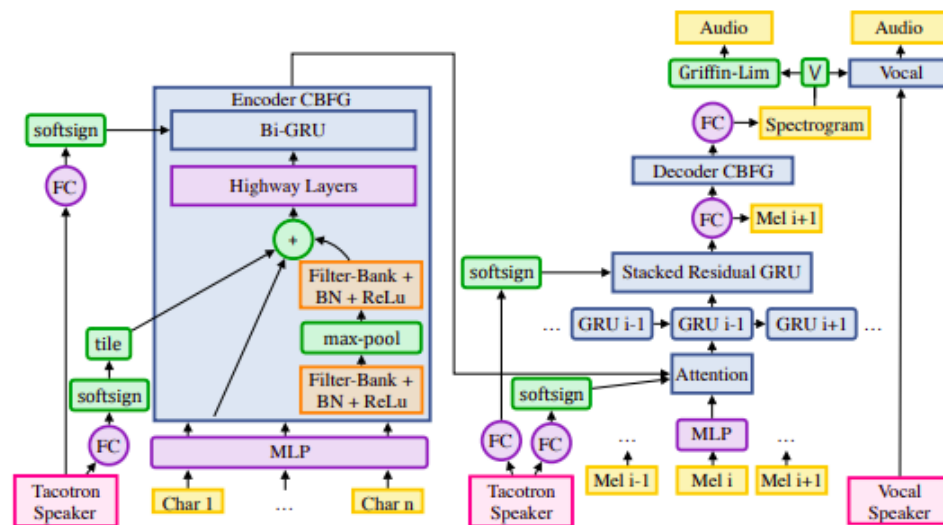 Audio
Audio
Griffin-Lim
V
Vocal
Encoder CBFG
softsign
Bi-GRU
FC
Spectrogram
FC
Highway Layers
Decoder CBFG
+
FC
Mel i+1
Filter-Bank +
BN + ReLu
softsign
Stacked Residual GRU
...
GRU i-1
GRU i-1
GRU i+1
...
tile
max-pool
softsign
Filter-Bank +
BN + ReLu
softsign
Attention
FC
MLP
FC
FC
...
MLP
...
Tacotron
Speaker
Char 1
...
Char n
Tacotron
Speaker
Mel i-1
Mel i
Mel i+1
Vocal
Speaker